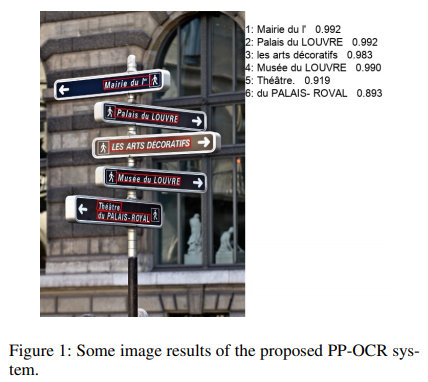 Mairie du Iᵉʳ
Palais du LOUVRE
LES ARTS DÉCORATIFS
Musée du LOUVRE
Théâtre
du PALAIS-ROYAL
1: Mairie du l' 0.992
2: Palais du LOUVRE 0.992
3: les arts décoratifs 0.983
4: Musée du LOUVRE 0.990
5: Théâtre. 0.919
6: du PALAIS- ROVAL 0.893
Figure 1: Some image results of the proposed PP-OCR sys-
tem.